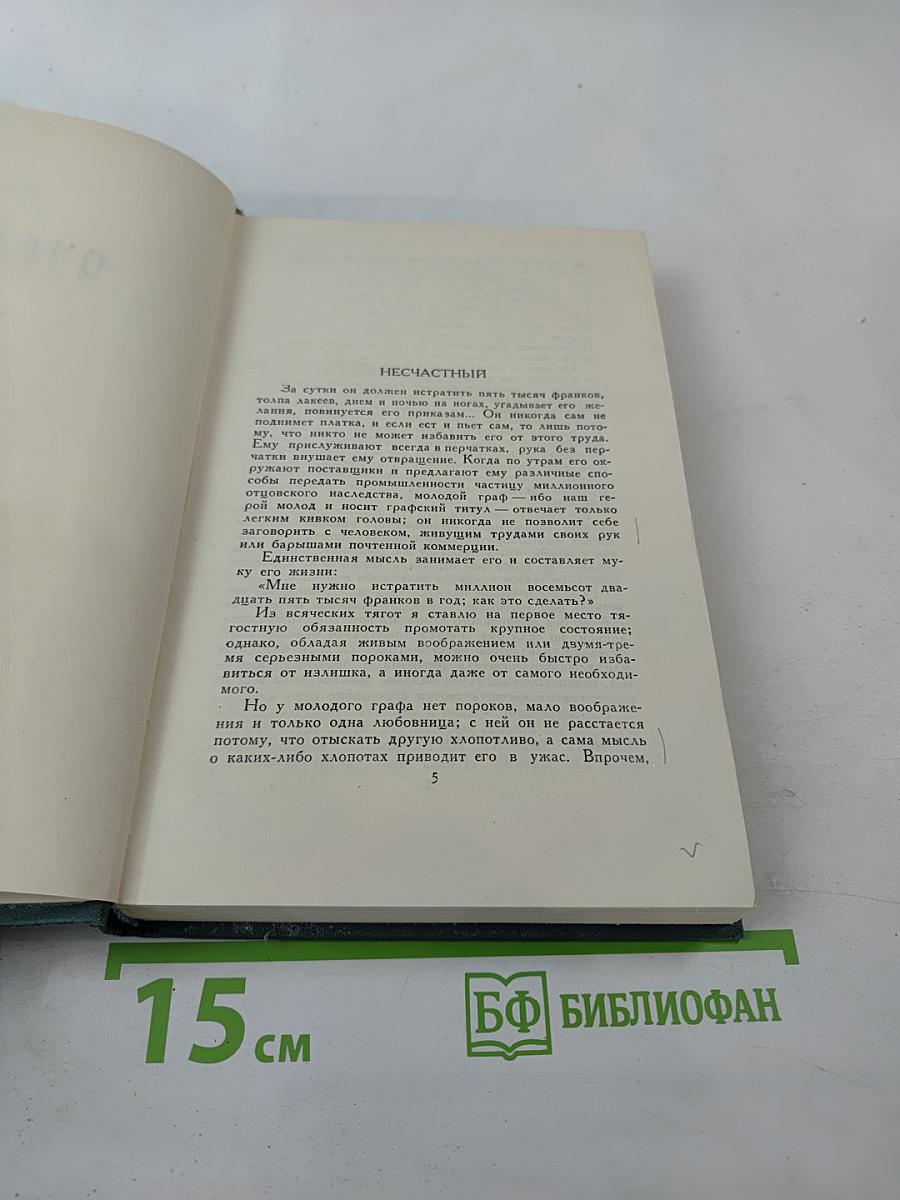 НЕСЧАСТНЫЙ
За сутки он должен истратить пять тысяч франков,
толпа лакеев, днем и ночью на ногах, угадывает его же-
лания, повинуется его приказам... Он никогда сам не
поднимет платка, и если ест и пьет сам, то лишь пото-
му, что никто не может избавить его от этого труда.
Ему прислуживают всегда в перчатках, рука без пер-
чатки внушает ему отвращение. Когда по утрам его ок-
ружают поставщики и предлагают ему различные спо-
собы передать промышленности частицу миллионного
отцовского наследства, молодой граф — ибо наш ге-
рой молод и носит графский титул — отвечает только
легким кивком головы; он никогда не позволит себе
заговорить с человеком, живущим трудами своих рук
или барышами почтенной коммерции.
Единственная мысль занимает его и составляет му-
ку его жизни:
«Мне нужно истратить миллион восемьсот два-
дцать пять тысяч франков в год; как это сделать?»
Из всяческих тягот я ставлю на первое место тя-
гостную обязанность промотать крупное состояние;
однако, обладая живым воображением или двумя-тре-
мя серьезными пороками, можно очень быстро изба-
виться от излишка, а иногда даже от самого необходи-
мого.
Но у молодого графа нет пороков, мало воображе-
ния и только одна любовница; с ней он не расстается
потому, что отыскать другую хлопотливо, а сама мысль
о каких-либо хлопотах приводит его в ужас. Впрочем,
5
15 см
БФ БИБЛИОФАН